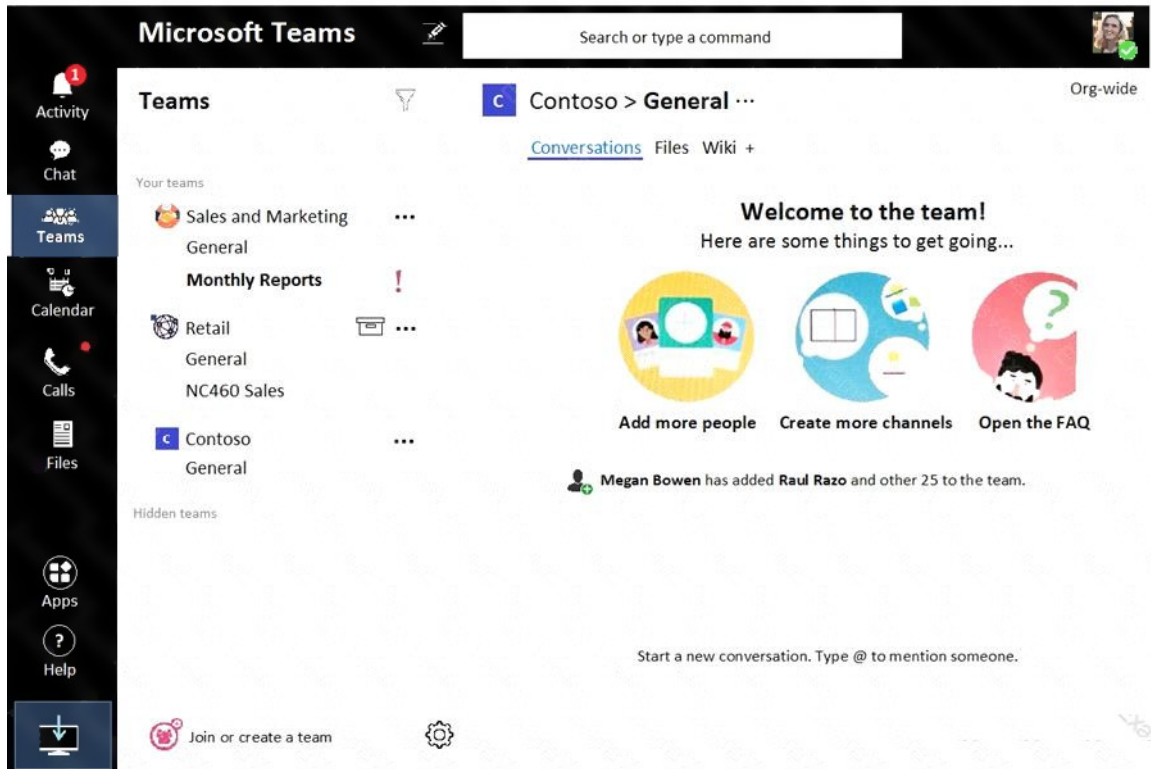 Microsoft Teams
Search or type a command
1
Activity
Chat
Teams
Calendar
Calls
Files
Apps
Help
Teams
Your teams
Sales and Marketing ...
General
Monthly Reports !
Retail ...
General
NC460 Sales
C Contoso ...
General
Hidden teams
Join or create a team
C Contoso > General ...
Org-wide
Conversations Files Wiki +
Welcome to the team!
Here are some things to get going...
Add more people Create more channels Open the FAQ
Megan Bowen has added Raul Razo and other 25 to the team.
Start a new conversation. Type @ to mention someone.